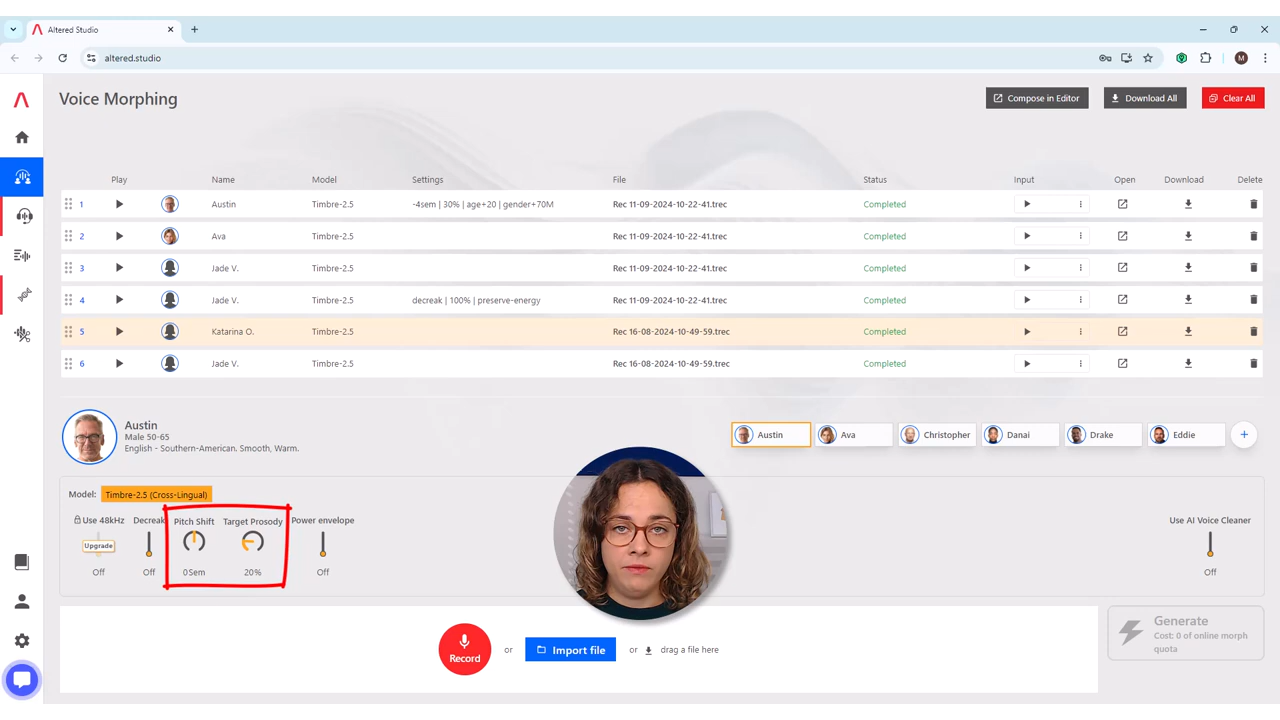 Altered Studio
altered.studio
M
Voice Morphing
Compose in Editor
Download All
Clear All
Play Name Model Settings File Status Input Open Download Delete
1 Austin Timbre-2.5 -4sem | 30% | age+20 | gender+70M Rec 11-09-2024-10-22-41.trec Completed
2 Ava Timbre-2.5 Rec 11-09-2024-10-22-41.trec Completed
3 Jade V. Timbre-2.5 Rec 11-09-2024-10-22-41.trec Completed
4 Jade V. Timbre-2.5 decreak | 100% | preserve-energy Rec 11-09-2024-10-22-41.trec Completed
5 Katarina O. Timbre-2.5 Rec 16-08-2024-10-49-59.trec Completed
6 Jade V. Timbre-2.5 Rec 16-08-2024-10-49-59.trec Completed
Austin
Male 50-65
English - Southern-American. Smooth, Warm.
Austin Ava Christopher Danai Drake Eddie
Model: Timbre-2.5 (Cross-Lingual)
Use 48kHz Decreak Pitch Shift Target Prosody Power envelope Use AI Voice Cleaner
Upgrade
Off Off 0Sem 20% Off Off
Record or Import file or drag a file here
Generate
Cost: 0 of online morph
quota